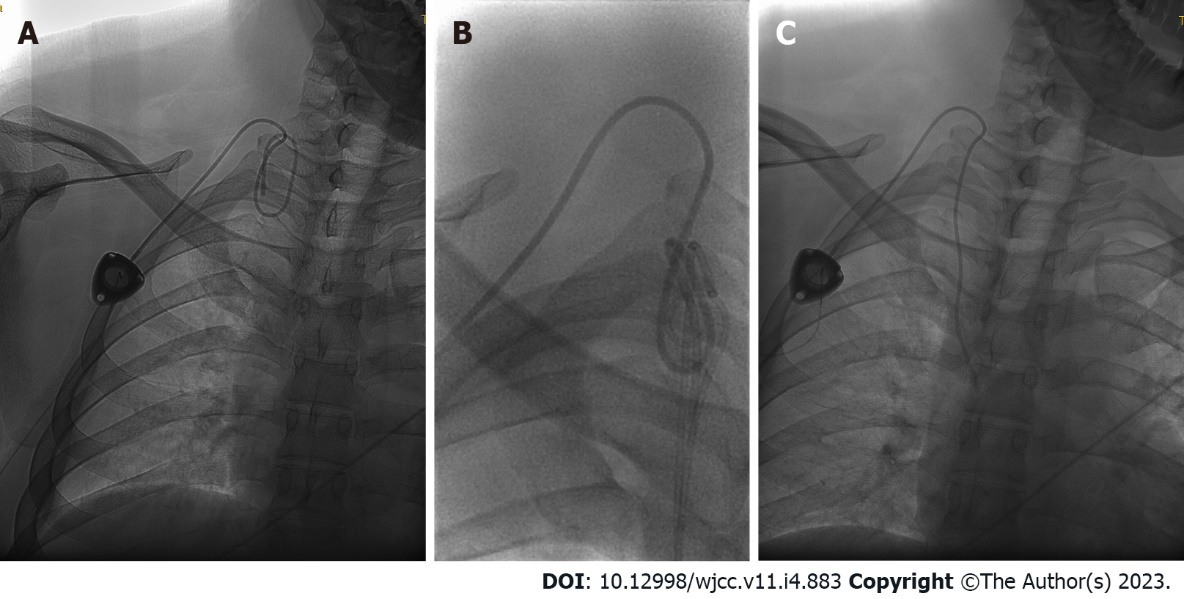 A
B
C
DOI: 10.12998/wjcc.v11.i4.883 Copyright ©The Author(s) 2023.